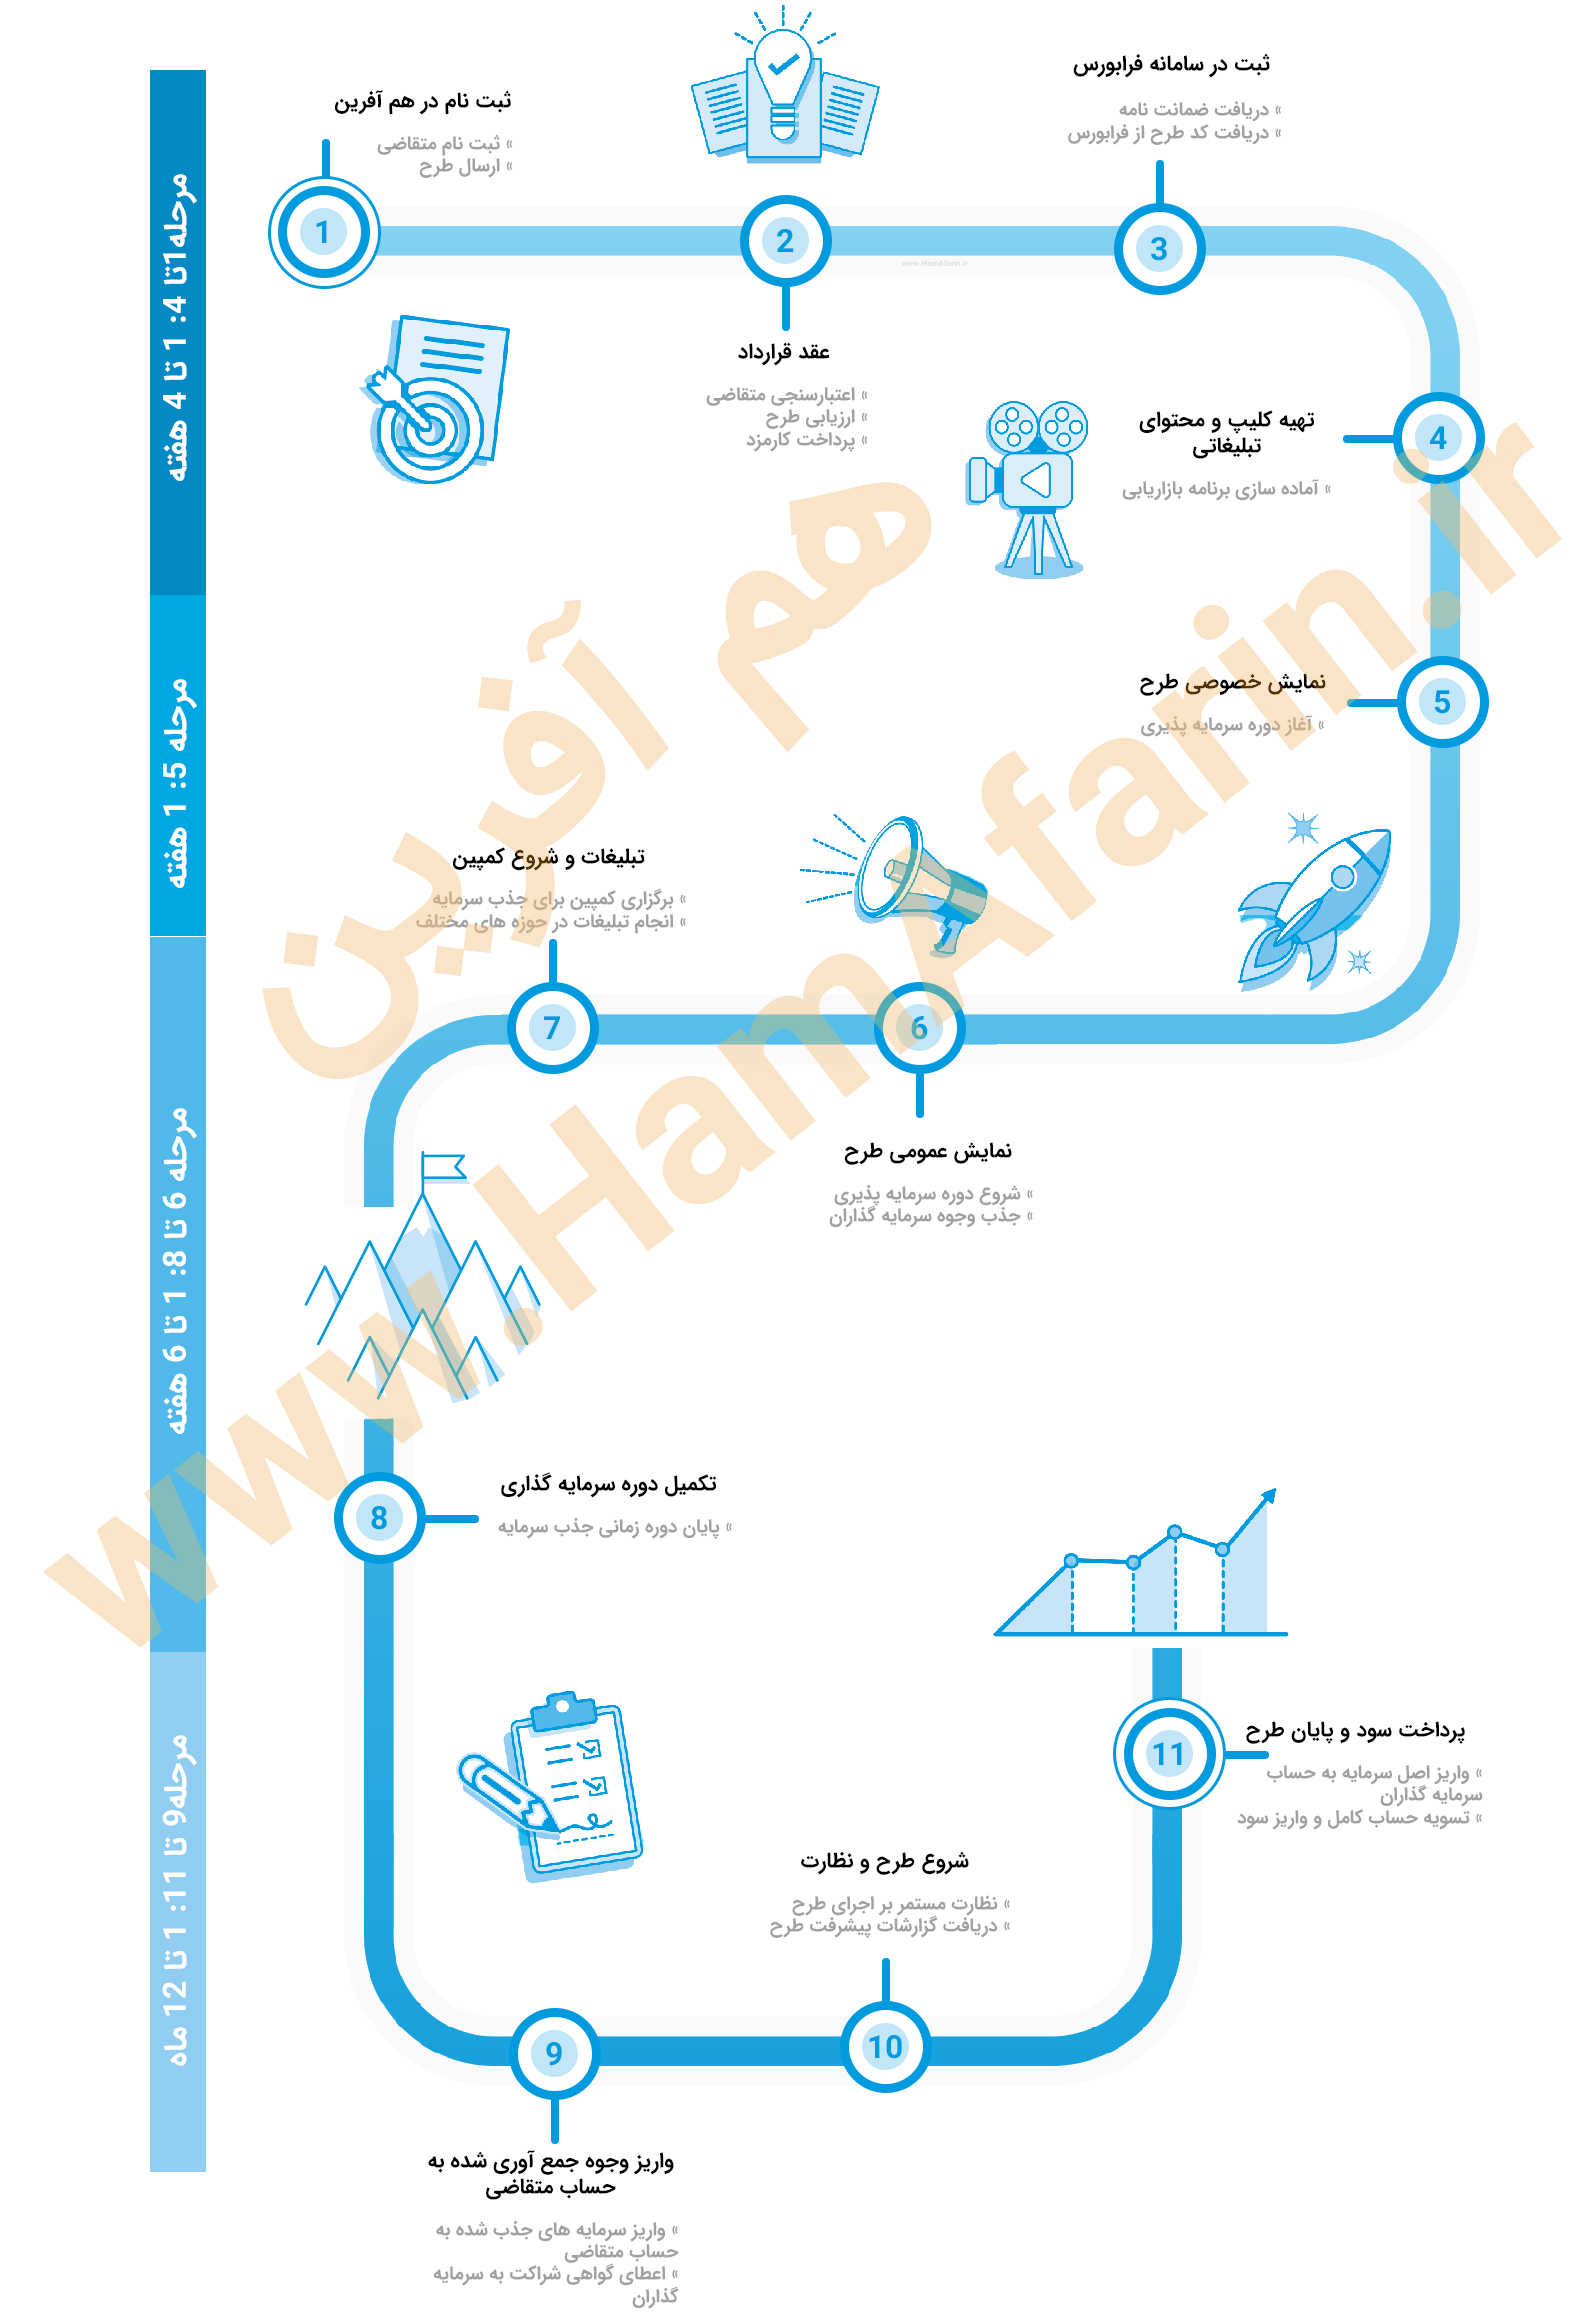 ثبت نام در هم آفرین
» ثبت نام متقاضی
» ارسال طرح
1
2
عقد قرارداد
» اعتبارسنجی متقاضی
» ارزیابی طرح
» پرداخت کارمزد
ثبت در سامانه فرابورس
» دریافت ضمانت نامه
» دریافت کد طرح از فرابورس
3
www.HamAfarin.ir
تهیه کلیپ و محتوای
تبلیغاتی
» آماده سازی برنامه بازاریابی
4
نمایش خصوصی طرح
» آغاز دوره سرمایه پذیری
5
6
نمایش عمومی طرح
» شروع دوره سرمایه پذیری
» جذب وجوه سرمایه گذاران
تبلیغات و شروع کمپین
» برگزاری کمپین برای جذب سرمایه
» انجام تبلیغات در حوزه های مختلف
7
8
تکمیل دوره سرمایه گذاری
» پایان دوره زمانی جذب سرمایه
9
واریز وجوه جمع آوری شده به
حساب متقاضی
» واریز سرمایه های جذب شده به
حساب متقاضی
» اعطای گواهی شراکت به سرمایه
گذاران
شروع طرح و نظارت
» نظارت مستمر بر اجرای طرح
» دریافت گزارشات پیشرفت طرح
10
11
پرداخت سود و پایان طرح
» واریز اصل سرمایه به حساب
سرمایه گذاران
» تسویه حساب کامل و واریز سود
مرحله1تا 4: 1 تا 4 هفته
مرحله 5: 1 هفته
مرحله 6 تا 8: 1 تا 6 هفته
مرحله9 تا 11: 1 تا 12 ماه
هم آفرین
www.HamAfarin.ir